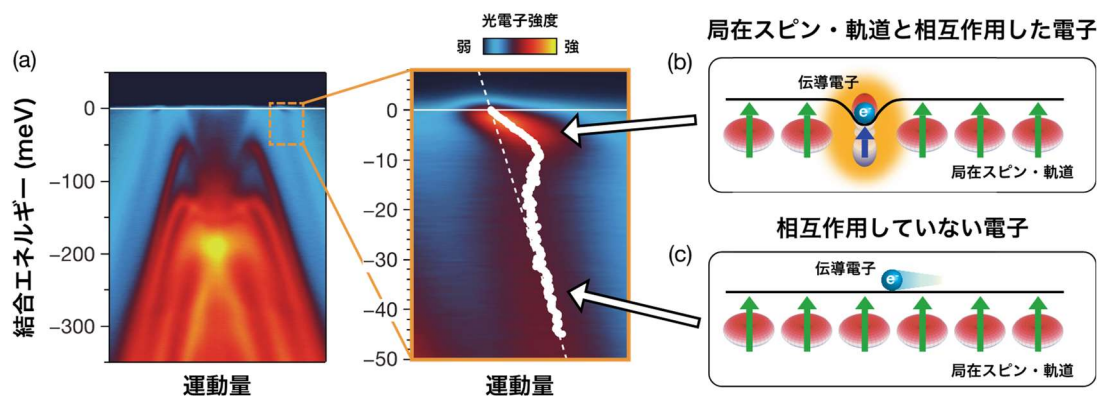 光電子強度
弱 強
(a)
結合エネルギー (meV)
0
−100
−200
−300
運動量
0
−10
−20
−30
−40
−50
運動量
局在スピン・軌道と相互作用した電子
(b)
伝導電子
e⁻
局在スピン・軌道
相互作用していない電子
(c)
伝導電子
e⁻
局在スピン・軌道